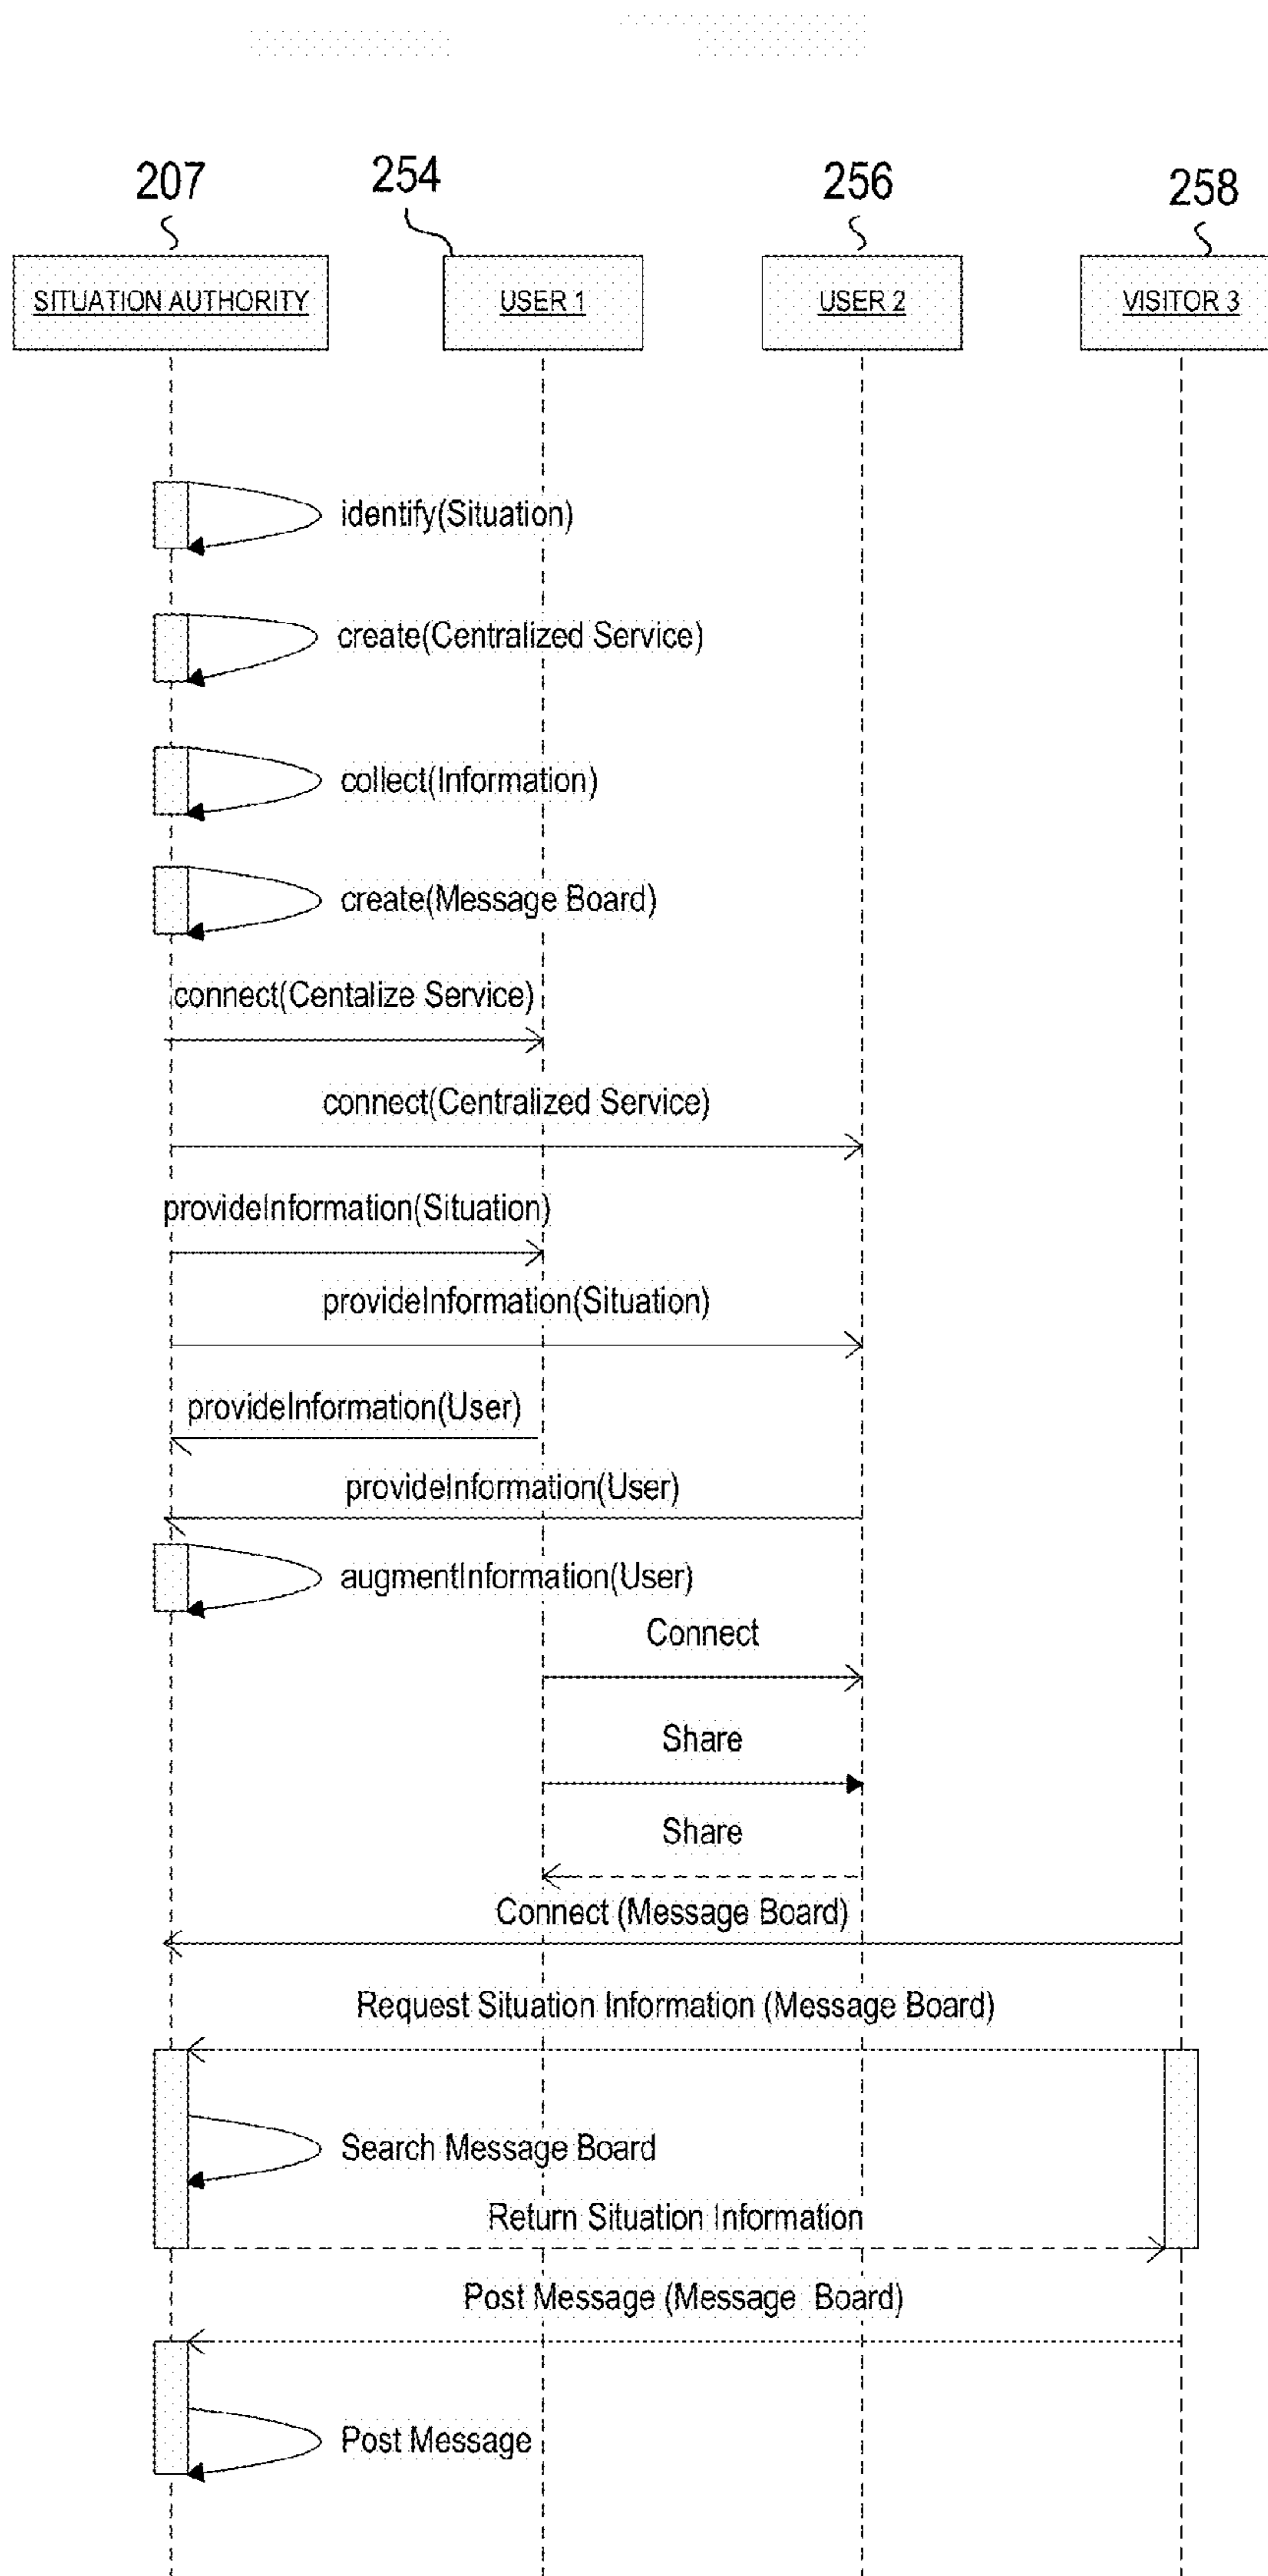 207
254
256
258
SITUATION AUTHORITY
USER 1
USER 2
VISITOR 3
identify(Situation)
create(Centralized Service)
collect(Information)
create(Message Board)
connect(Centalize Service)
connect(Centralized Service)
provideInformation(Situation)
provideInformation(Situation)
provideInformation(User)
provideInformation(User)
augmentInformation(User)
Connect
Share
Share
Connect (Message Board)
Request Situation Information (Message Board)
Search Message Board
Return Situation Information
Post Message (Message Board)
Post Message